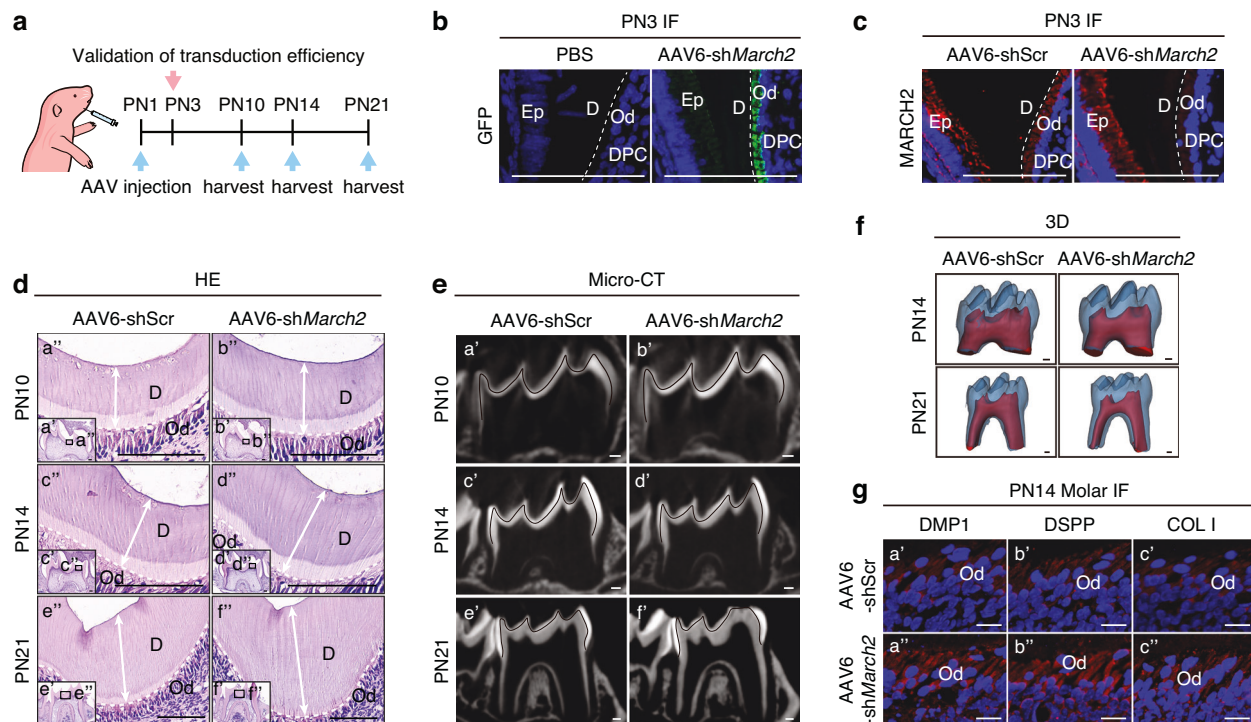 a
Validation of transduction efficiency
PN1 PN3 PN10 PN14 PN21
AAV injection harvest harvest harvest
b
PN3 IF
PBS AAV6-shMarch2
GFP
Ep D Od DPC
Ep D Od DPC
c
PN3 IF
AAV6-shScr AAV6-shMarch2
MARCH2
Ep D Od DPC
Ep D Od DPC
d
HE
AAV6-shScr AAV6-shMarch2
PN10
a'' D Od a' a''
b'' D Od b' b''
PN14
c'' D Od c' c''
d'' D Od d' d''
PN21
e'' D Od e' e''
f'' D Od f' f''
e
Micro-CT
AAV6-shScr AAV6-shMarch2
PN10
a' b'
PN14
c' d'
PN21
e' f'
f
3D
AAV6-shScr AAV6-shMarch2
PN14
PN21
g
PN14 Molar IF
DMP1 DSPP COL I
AAV6
-shScr
a' Od b' Od c' Od
AAV6
-shMarch2
a'' Od b'' Od c'' Od